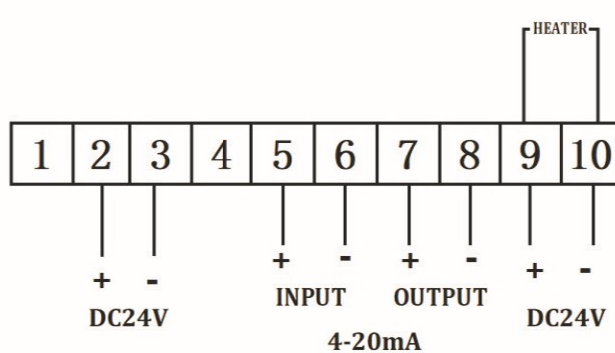 HEATER
1 2 3 4 5 6 7 8 9 10
+ - + - + - + -
DC24V INPUT OUTPUT DC24V
4-20mA